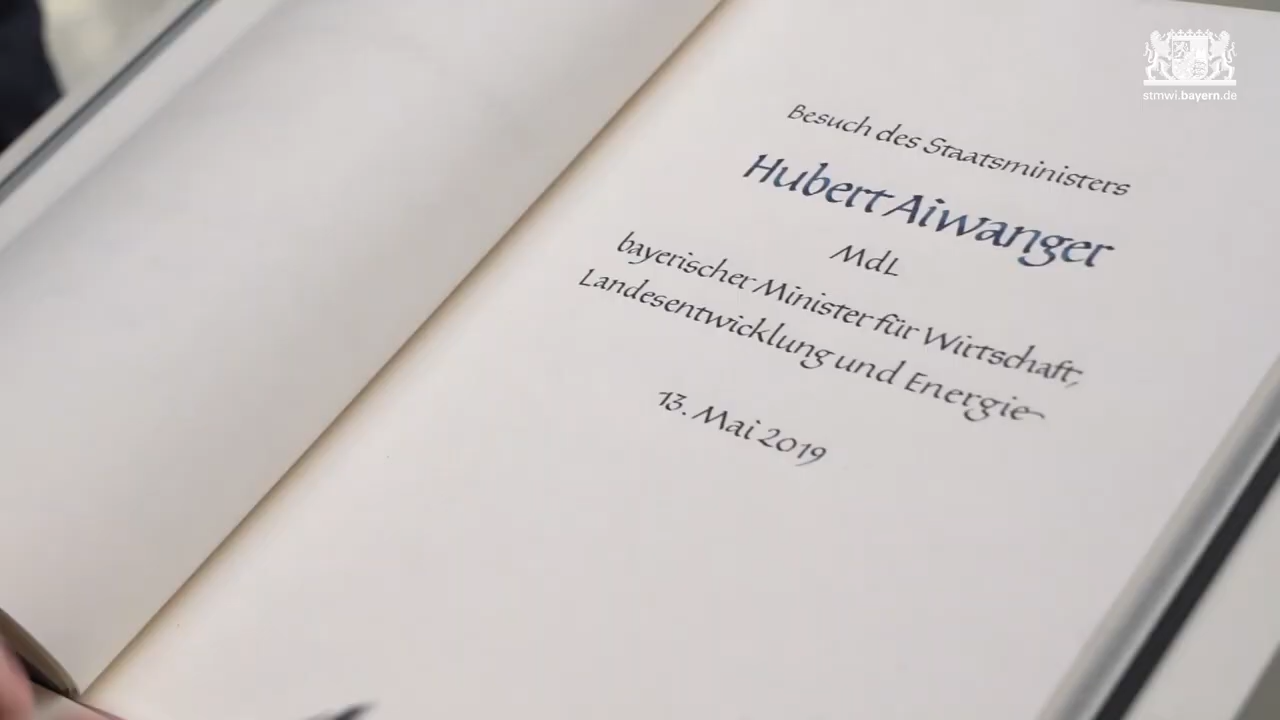 stmwi.bayern.de
Besuch des Staatsministers
Hubert Aiwanger
MdL
bayerischer Minister für Wirtschaft,
Landesentwicklung und Energie
13. Mai 2019